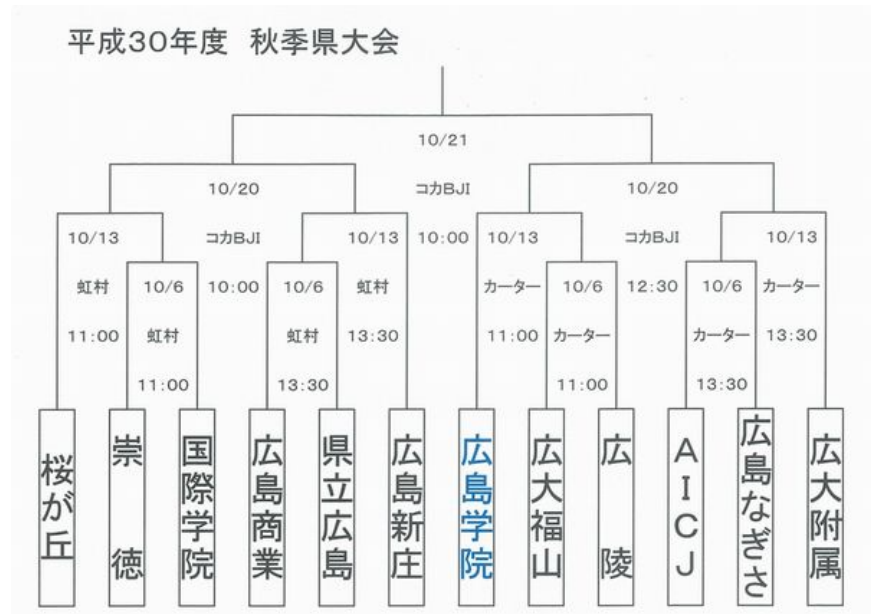 平成30年度 秋季県大会
10/21
10/20 コカBJI 10/20
10/13 コカBJI 10/13 10:00 10/13 コカBJI 10/13
虹村 10/6 10:00 10/6 虹村 カーター 10/6 12:30 10/6 カーター
11:00 虹村 虹村 13:30 11:00 カーター カーター 13:30
11:00 13:30 11:00 13:30
桜が丘
崇徳
国際学院
広島商業
県立広島
広島新庄
広島学院
広大福山
広陵
AICJ
広島なぎさ
広大附属